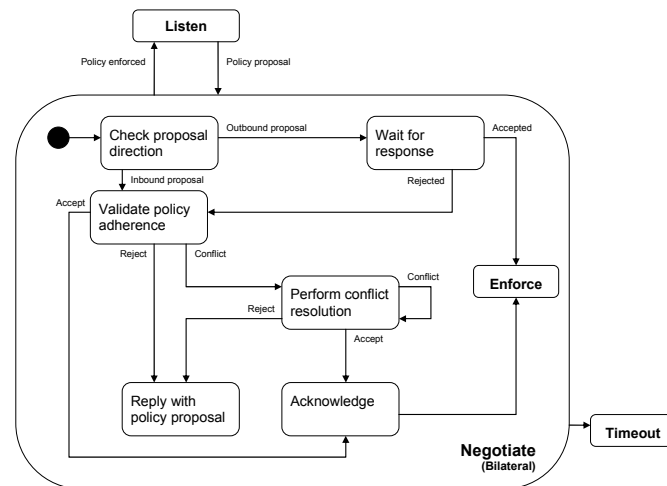 Listen
Policy enforced
Policy proposal
Check proposal
direction
Outbound proposal
Wait for
response
Accepted
Inbound proposal
Rejected
Accept
Validate policy
adherence
Reject
Conflict
Conflict
Enforce
Perform conflict
resolution
Reject
Accept
Reply with
policy proposal
Acknowledge
Negotiate
(Bilateral)
Timeout